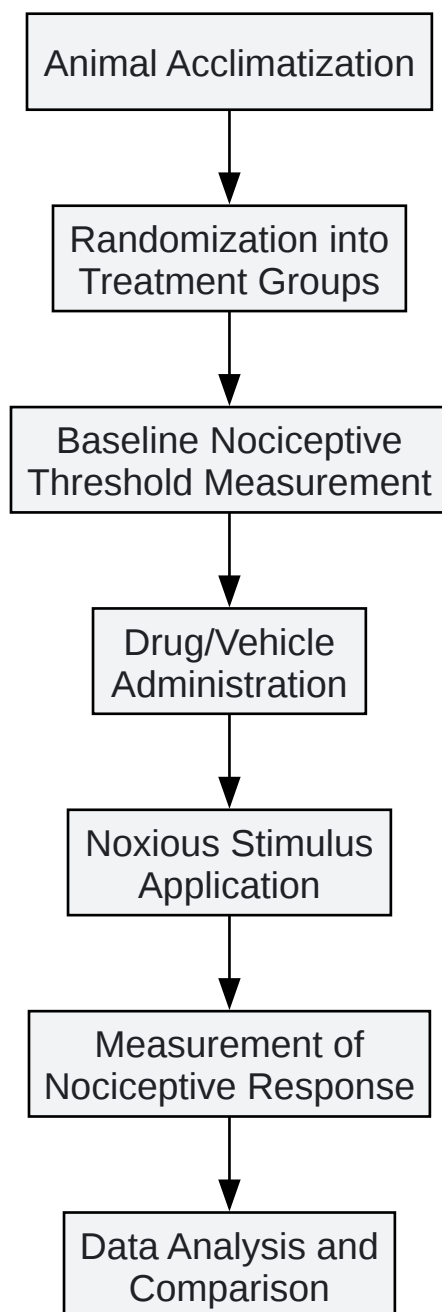 Animal Acclimatization
Randomization into
Treatment Groups
Baseline Nociceptive
Threshold Measurement
Drug/Vehicle
Administration
Noxious Stimulus
Application
Measurement of
Nociceptive Response
Data Analysis and
Comparison